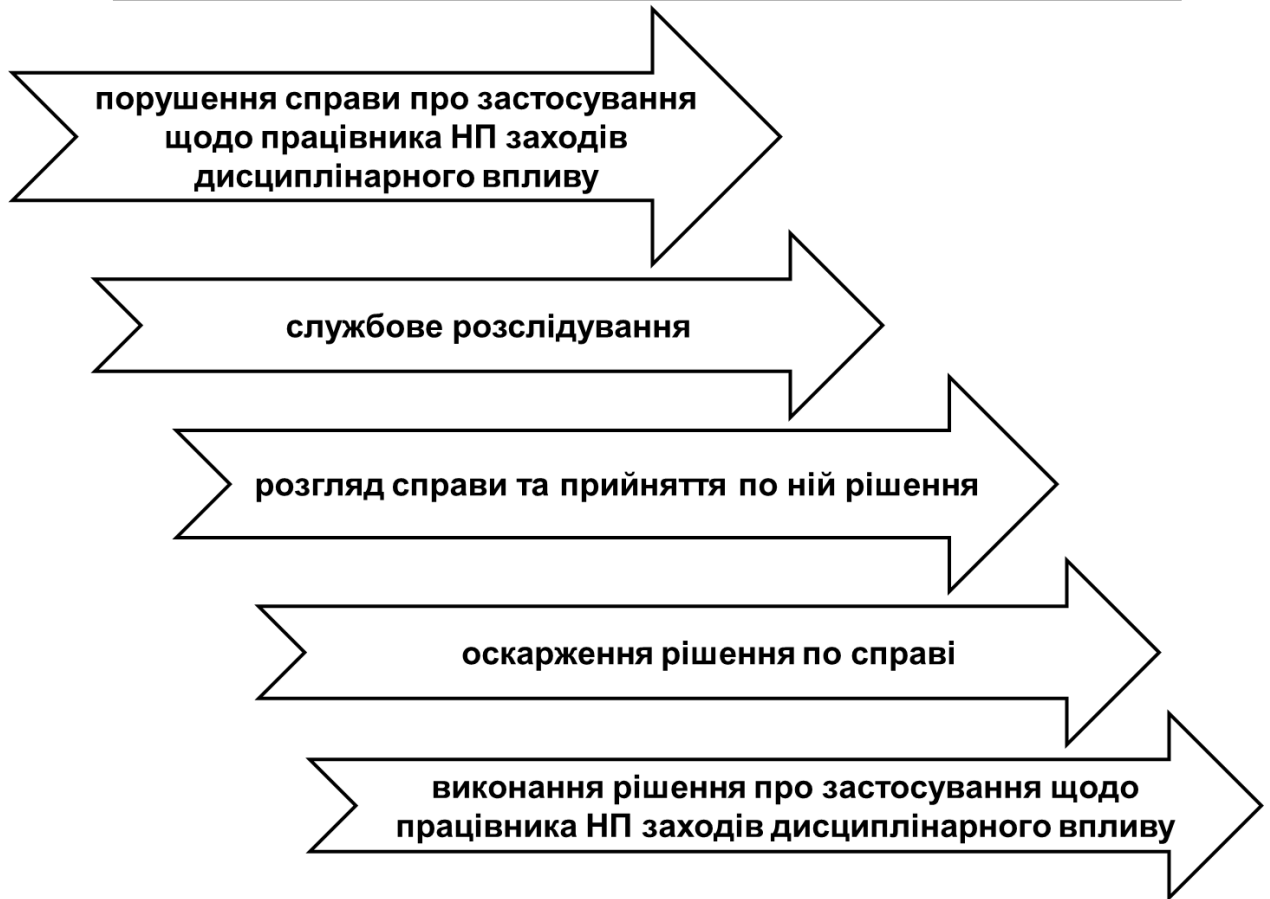 порушення справи про застосування
щодо працівника НП заходів
дисциплінарного впливу
службове розслідування
розгляд справи та прийняття по ній рішення
оскарження рішення по справі
виконання рішення про застосування щодо
працівника НП заходів дисциплінарного впливу